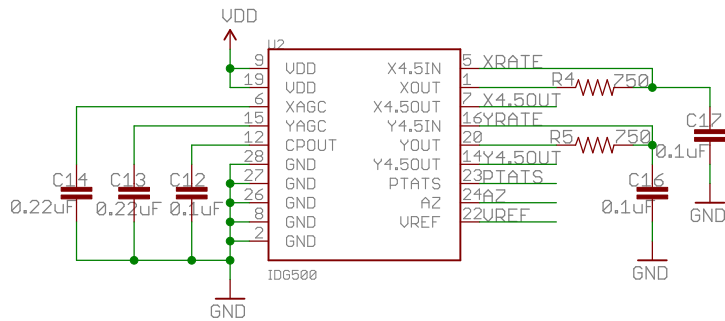 VDD
U2
9 VDD X4.5IN 5 XRATE
19 VDD XOUT 1 R4 750
6 XAGC X4.5OUT 7 X4.5OUT
15 YAGC Y4.5IN 16 YRATE
C17
12 CPOUT YOUT 20 R5 750
0.1uF
28 GND Y4.5OUT 14 Y4.5OUT
C14 C13 C12 27 GND PTATS 23 PTATS C16
26 GND AZ 24 AZ
0.22uF 0.22uF 0.1uF 0.1uF
8 GND VREF 22 VREF
GND
2 GND
IDG500
GND
GND